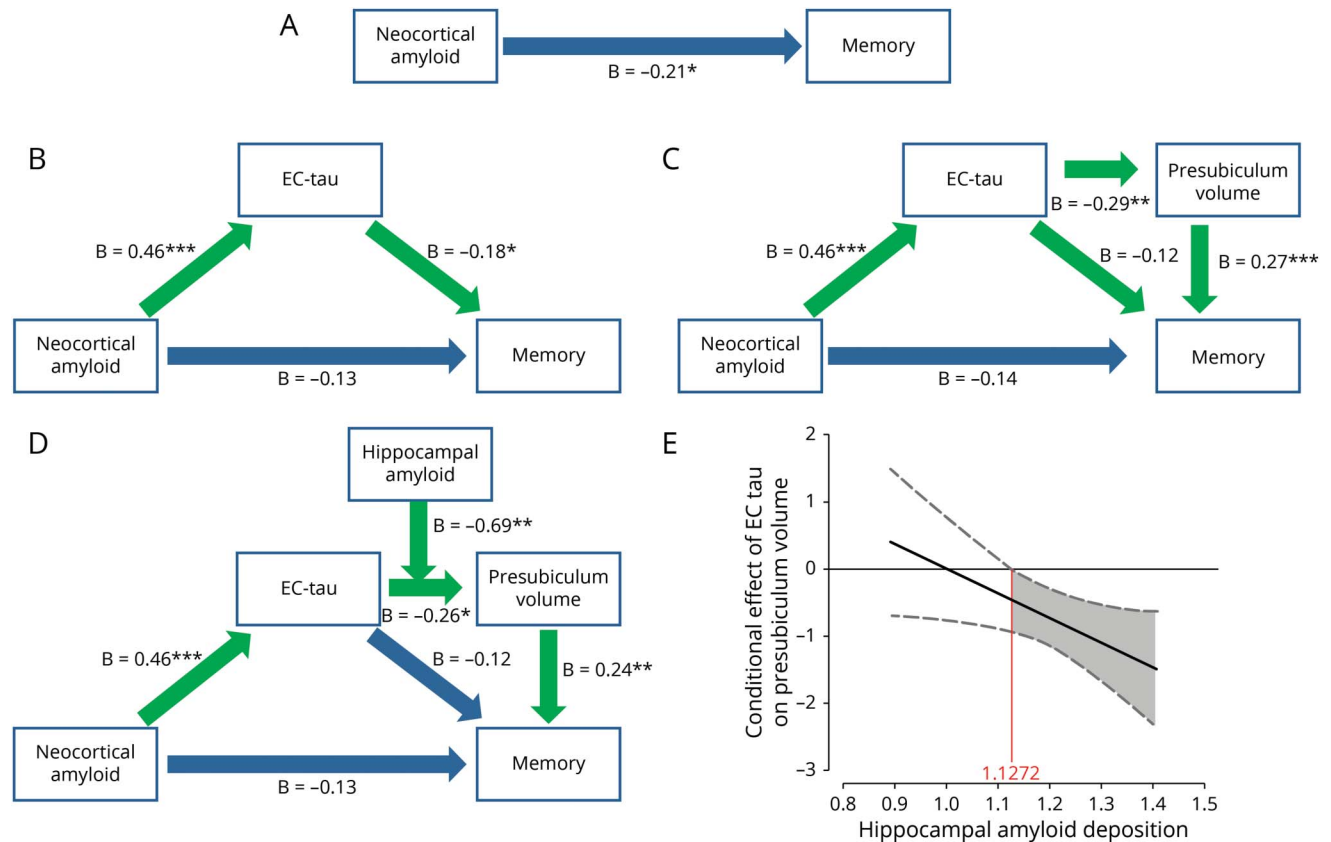 A
Neocortical
amyloid
Memory
B = –0.21*
B
EC-tau
B = 0.46***
B = –0.18*
Neocortical
amyloid
Memory
B = –0.13
C
EC-tau
Presubiculum
volume
B = –0.29**
B = 0.46***
B = –0.12
B = 0.27***
Neocortical
amyloid
Memory
B = –0.14
D
Hippocampal
amyloid
B = –0.69**
EC-tau
Presubiculum
volume
B = –0.26*
B = 0.46***
B = –0.12
B = 0.24**
Neocortical
amyloid
Memory
B = –0.13
E
Conditional effect of EC tau
on presubiculum volume
2
1
0
–1
–2
–3
1.1272
0.8 0.9 1.0 1.1 1.2 1.3 1.4 1.5
Hippocampal amyloid deposition